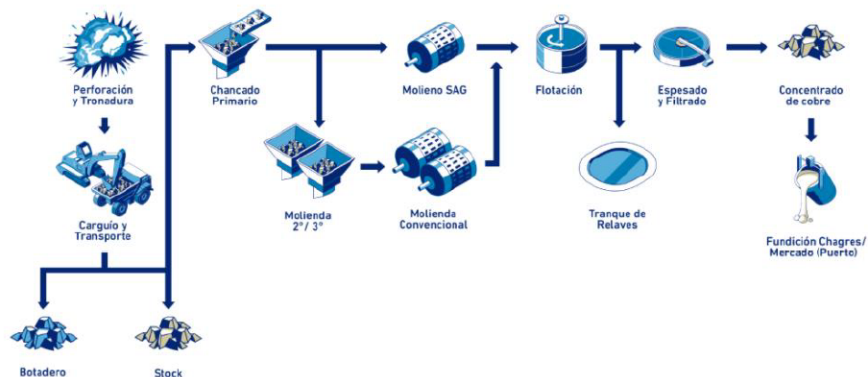 Perforación
y Tronadura
Chancado
Primario
Molieno SAG
Flotación
Espesado
y Filtrado
Concentrado
de cobre
Carguío y
Transporte
Molienda
2°/ 3°
Molienda
Convencional
Tranque de
Relaves
Fundición Chagres/
Mercado (Puerto)
Botadero
Stock